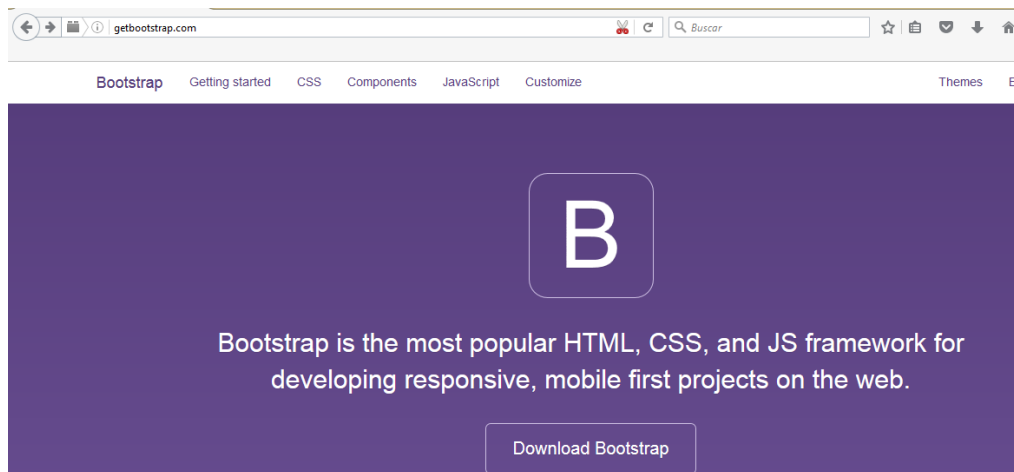 getbootstrap.com
Buscar
Bootstrap Getting started CSS Components JavaScript Customize Themes
B
Bootstrap is the most popular HTML, CSS, and JS framework for
developing responsive, mobile first projects on the web.
Download Bootstrap